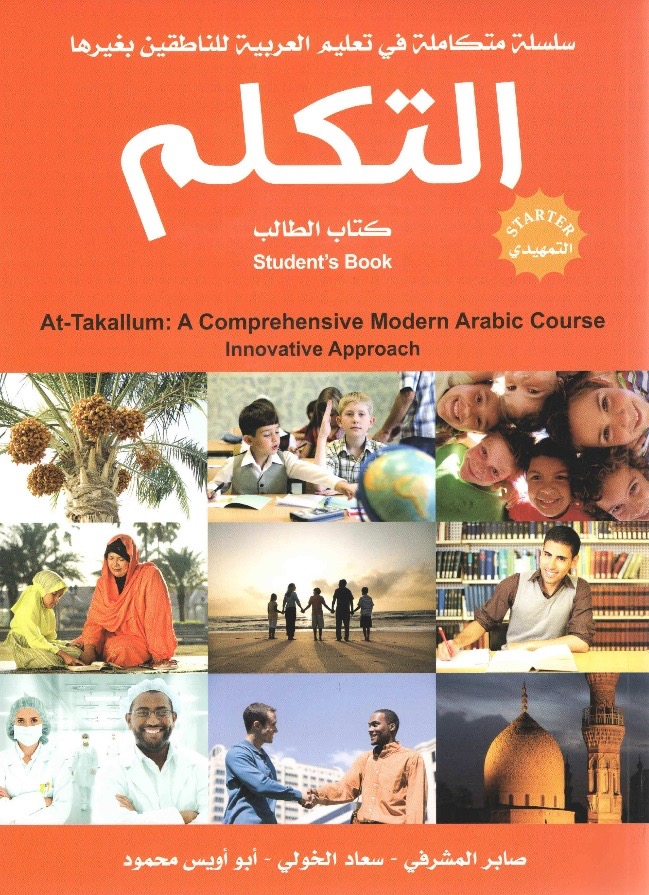 سلسلة متكاملة في تعليم العربية للناطقين بغيرها
التكلم
كتاب الطالب
Student's Book
STARTER
التمهيدي
At-Takallum: A Comprehensive Modern Arabic Course
Innovative Approach
صابر المشرفي - سعاد الخولي - أبو أويس محمود